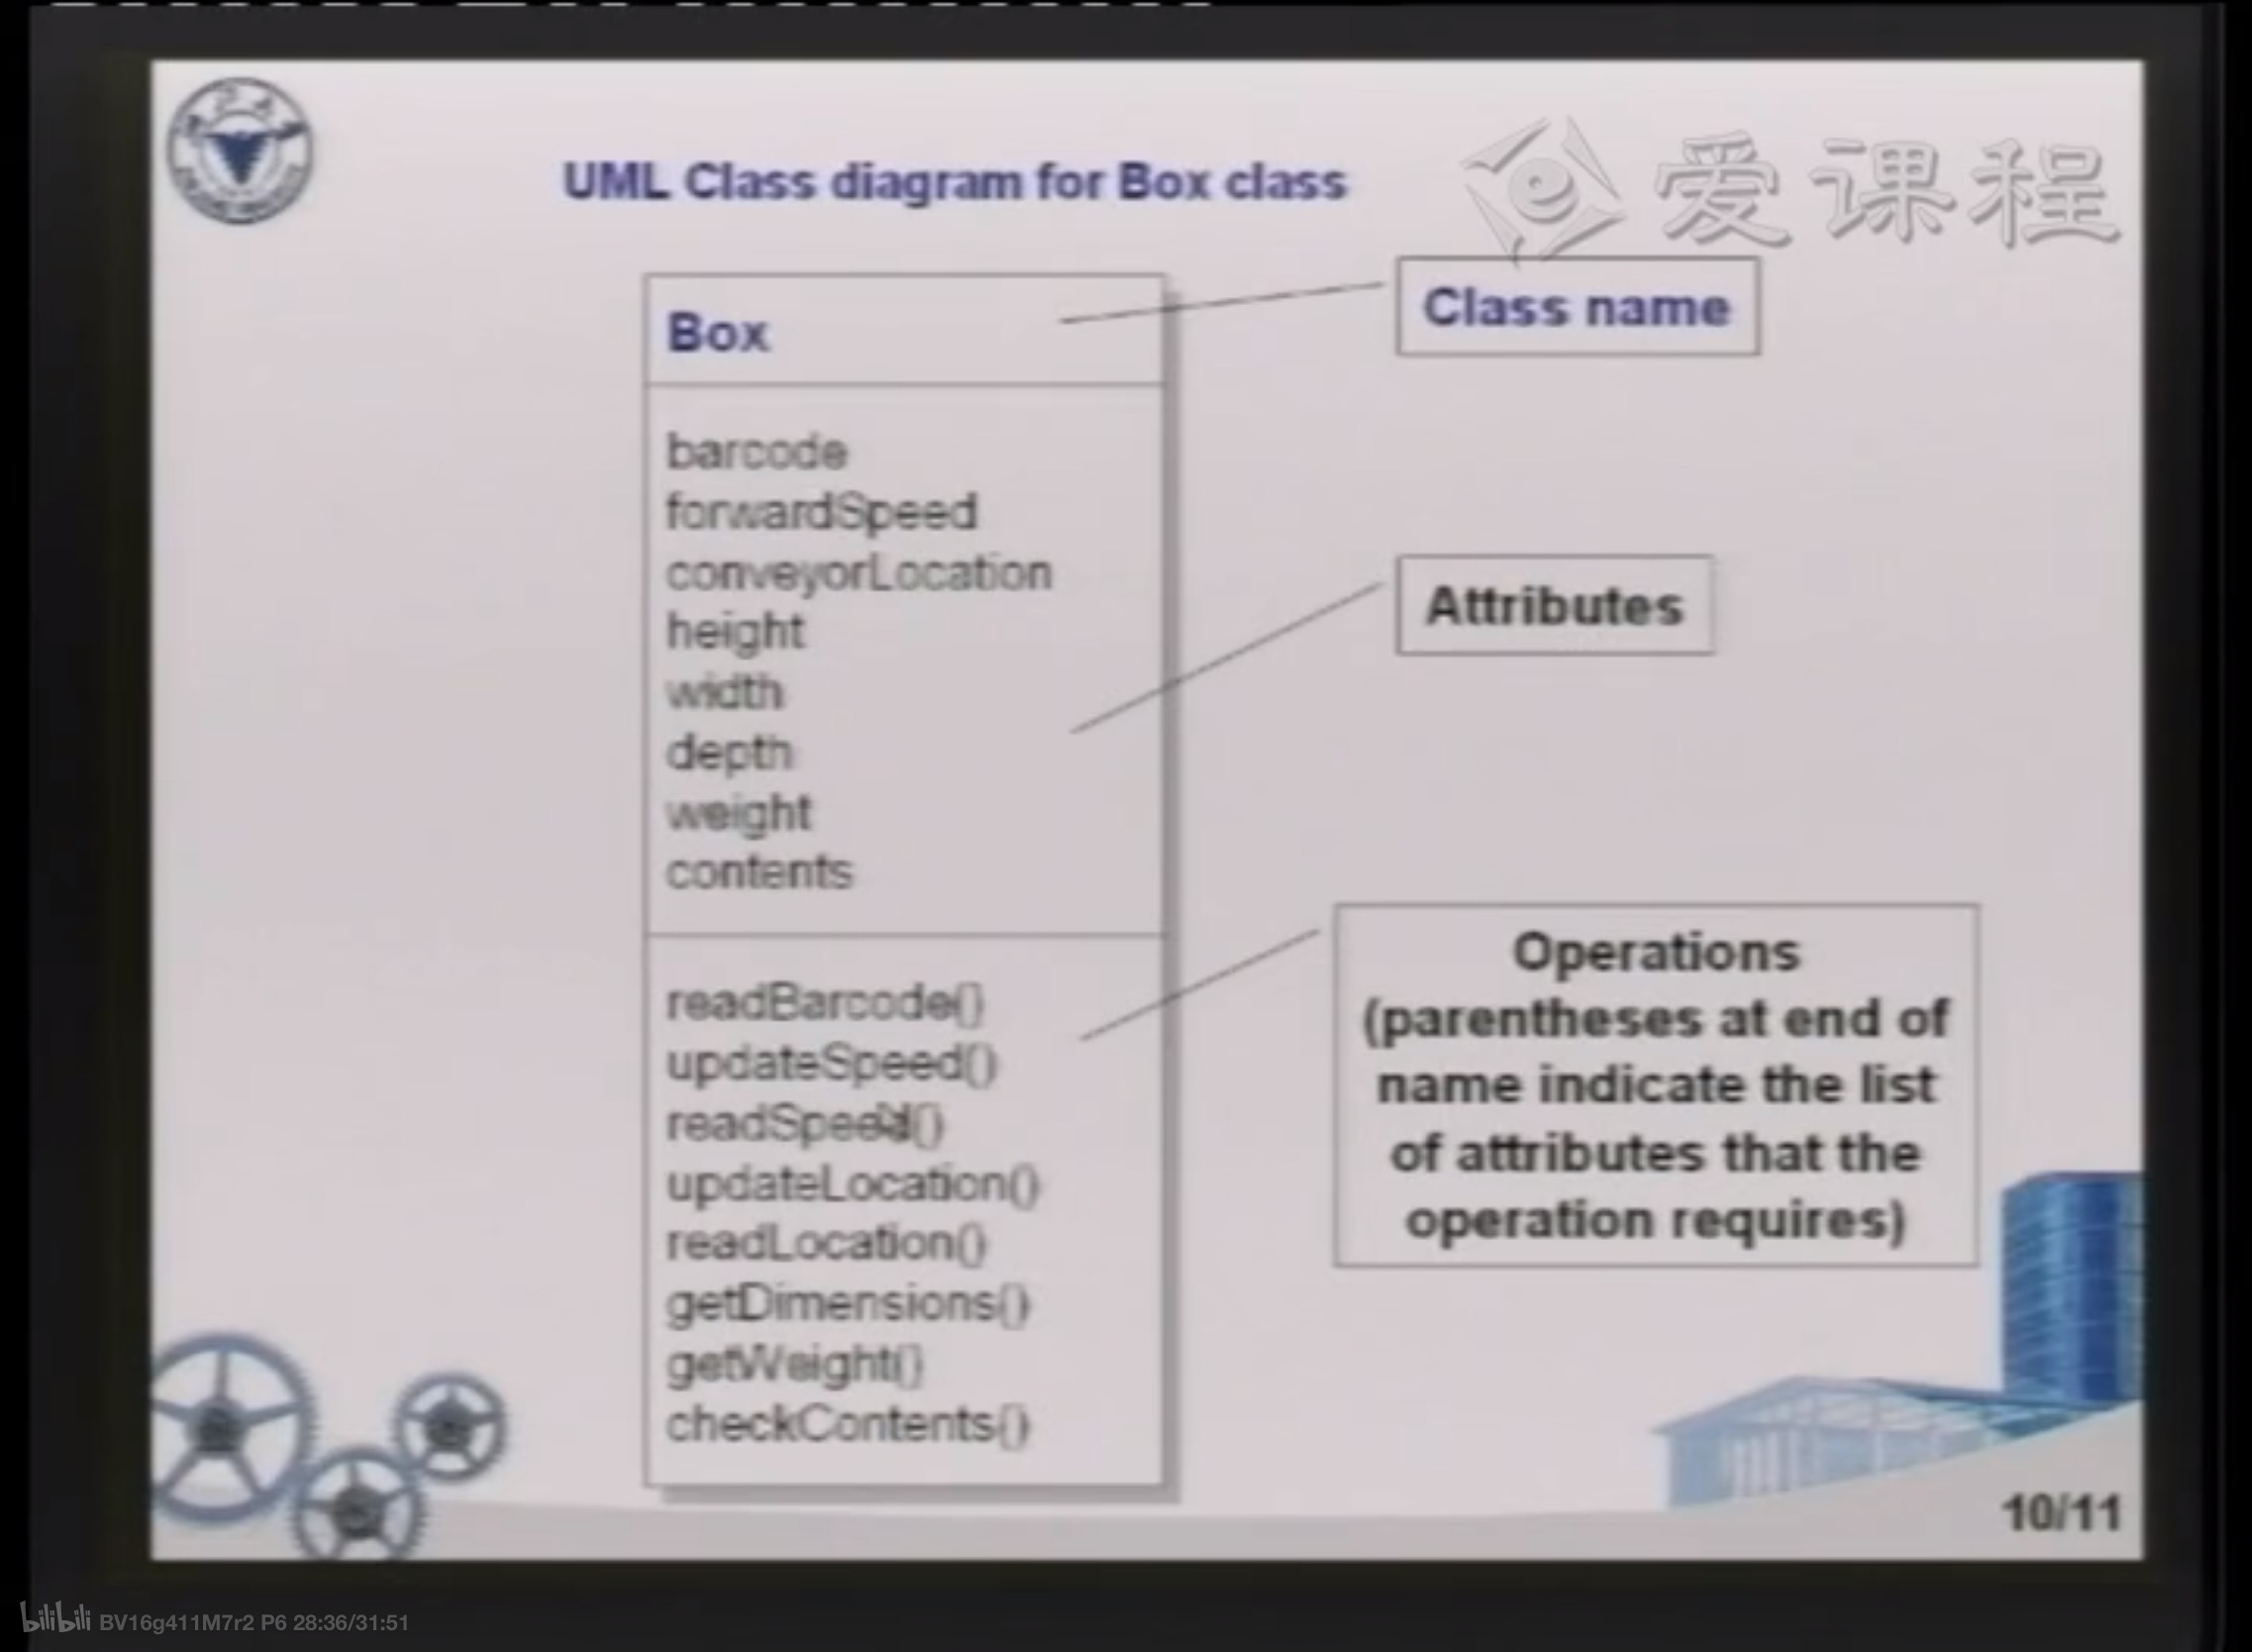 UML Class diagram for Box class
爱课程
Box
Class name
barcode
forwardSpeed
conveyorLocation
height
width
depth
weight
contents
Attributes
readBarcode()
updateSpeed()
readSpeed()
updateLocation()
readLocation()
getDimensions()
getWeight()
checkContents()
Operations
(parentheses at end of
name indicate the list
of attributes that the
operation requires)
10/11
bilibili BV16g411M7r2 P6 28:36/31:51